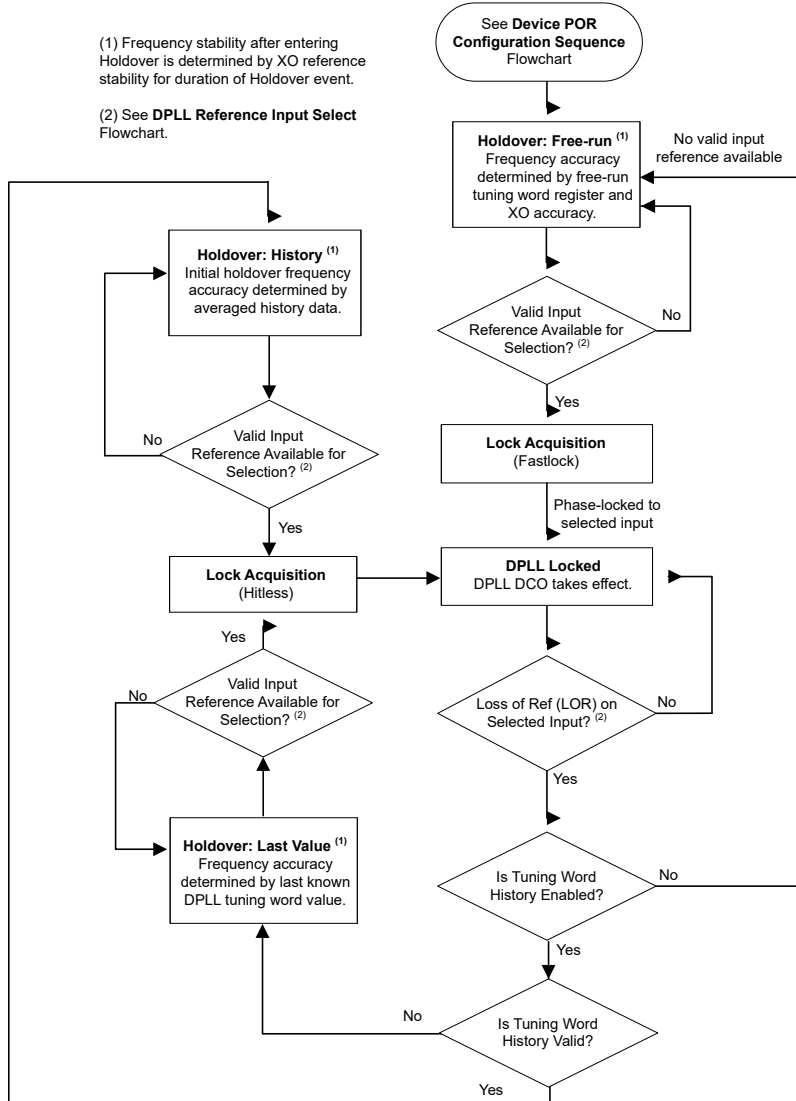 (1) Frequency stability after entering
Holdover is determined by XO reference
stability for duration of Holdover event.
(2) See DPLL Reference Input Select
Flowchart.
See Device POR
Configuration Sequence
Flowchart
Holdover: Free-run (1)
Frequency accuracy
determined by free-run
tuning word register and
XO accuracy.
No valid input
reference available
Valid Input
Reference Available for
Selection? (2)
No
Yes
Lock Acquisition
(Fastlock)
Phase-locked to
selected input
Holdover: History (1)
Initial holdover frequency
accuracy determined by
averaged history data.
Valid Input
Reference Available for
Selection? (2)
No
Yes
Lock Acquisition
(Hitless)
DPLL Locked
DPLL DCO takes effect.
Yes
Valid Input
Reference Available for
Selection? (2)
No
Loss of Ref (LOR) on
Selected Input? (2)
No
Yes
Holdover: Last Value (1)
Frequency accuracy
determined by last known
DPLL tuning word value.
Is Tuning Word
History Enabled?
No
Yes
Is Tuning Word
History Valid?
No
Yes